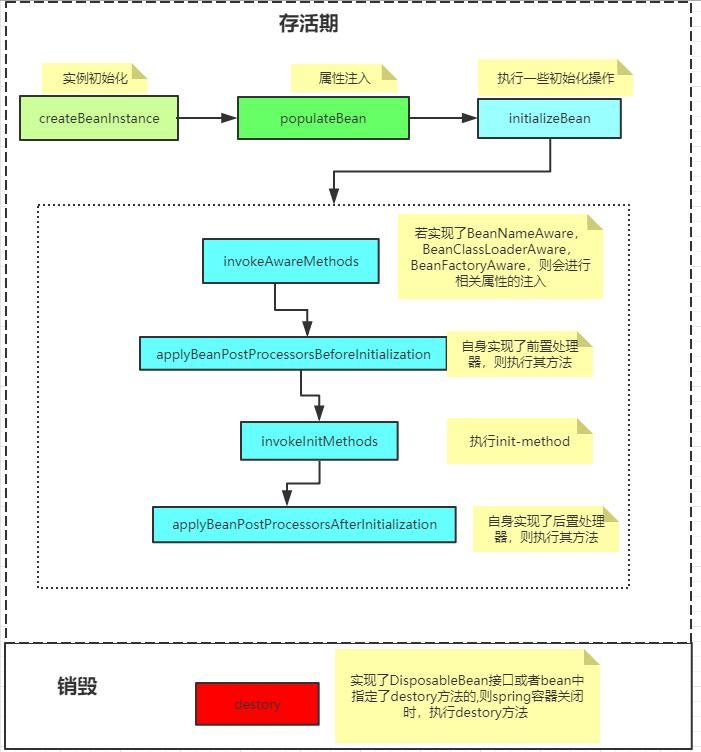 存活期
实例初始化
属性注入
执行一些初始化操作
createBeanInstance
populateBean
initializeBean
invokeAwareMethods
若实现了BeanNameAware，
BeanClassLoaderAware，
BeanFactoryAware，则会进行
相关属性的注入
applyBeanPostProcessorsBeforeInitialization
自身实现了前置处理
器，则执行其方法
invokeInitMethods
执行init-method
applyBeanPostProcessorsAfterInitialization
自身实现了后置处理
器，则执行其方法
销毁
destory
实现了DisposableBean接口或者bean中
指定了destory方法的,则spring容器关闭
时，执行destory方法